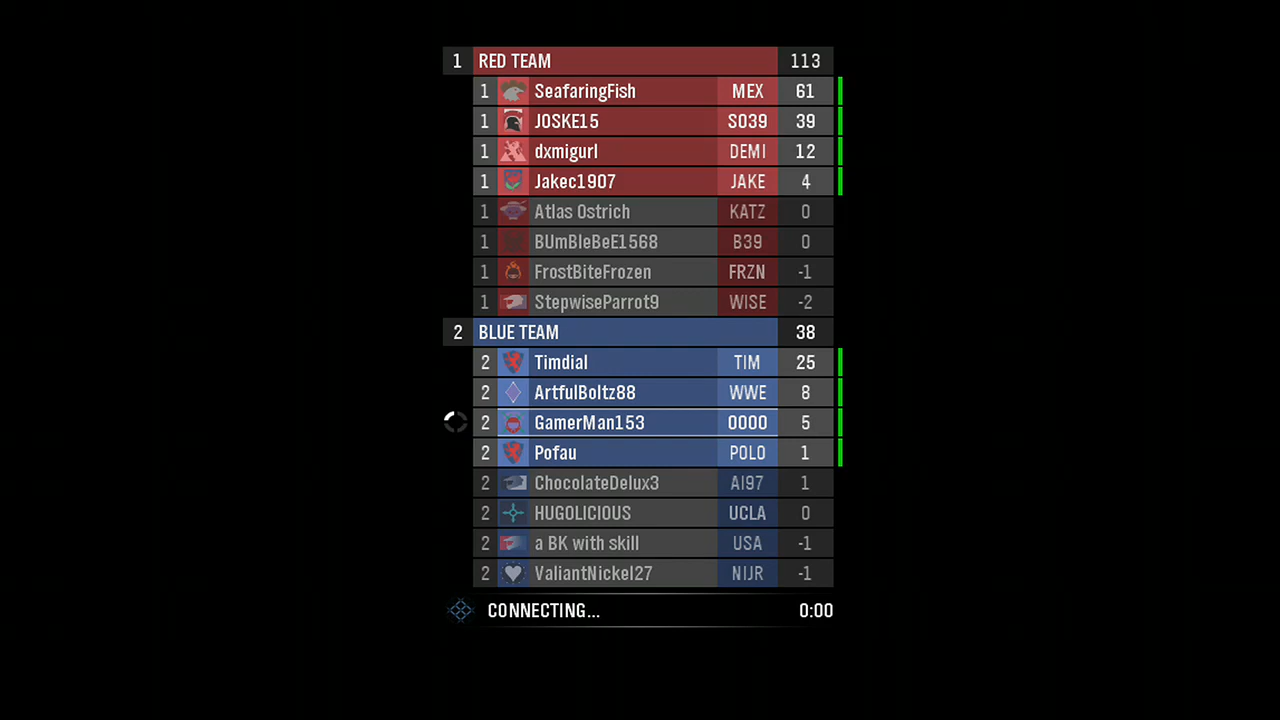 1 RED TEAM 113
1 SeafaringFish MEX 61
1 JOSKE15 SO39 39
1 dxmigurl DEMI 12
1 Jakec1907 JAKE 4
1 Atlas Ostrich KATZ 0
1 BUmBleBeE1568 B39 0
1 FrostBiteFrozen FRZN -1
1 StepwiseParrot9 WISE -2
2 BLUE TEAM 38
2 Timdial TIM 25
2 ArtfulBoltz88 WWE 8
2 GamerMan153 0000 5
2 Pofau POLO 1
2 ChocolateDelux3 AI97 1
2 HUGOLICIOUS UCLA 0
2 a BK with skill USA -1
2 ValiantNickel27 NIJR -1
CONNECTING... 0:00